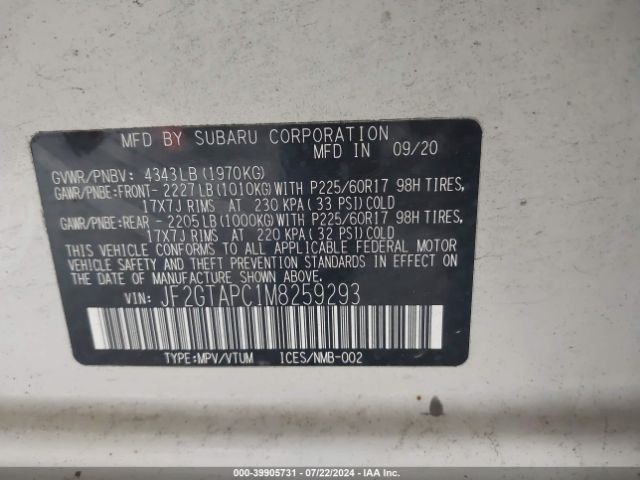 MFD BY SUBARU CORPORATION
MFD IN 09/20
GVWR/PNBV: 4343LB(1970KG)
GAWR/PNBE:FRONT- 2227LB(1010KG)WITH P225/60R17 98H TIRES,
17X7J RIMS AT 230 KPA(33 PSI)COLD
GAWR/PNBE:REAR - 2205LB(1000KG)WITH P225/60R17 98H TIRES,
17X7J RIMS AT 220 KPA(32 PSI)COLD
THIS VEHICLE CONFORMS TO ALL APPLICABLE FEDERAL MOTOR
VEHICLE SAFETY AND THEFT PREVENTION STANDARDS IN EFFECT ON
THE DATE OF MANUFACTURE SHOWN ABOVE.
VIN: JF2GTAPC1M8259293
TYPE:MPV/VTUM ICES/NMB-002
000-39905731 - 07/22/2024 - IAA Inc.